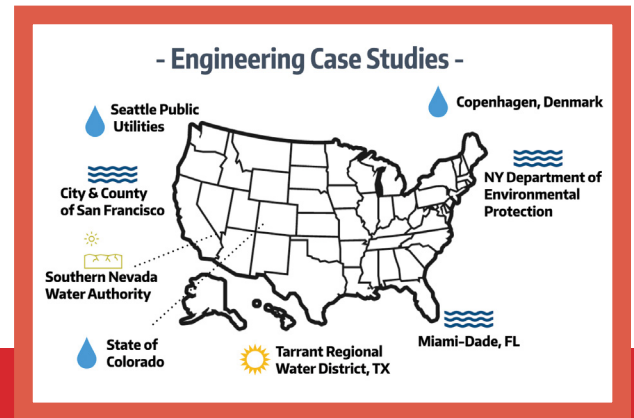 - Engineering Case Studies -
Seattle Public
Utilities
Copenhagen, Denmark
City & County
of San Francisco
NY Department of
Environmental
Protection
Southern Nevada
Water Authority
State of
Colorado
Tarrant Regional
Water District, TX
Miami-Dade, FL